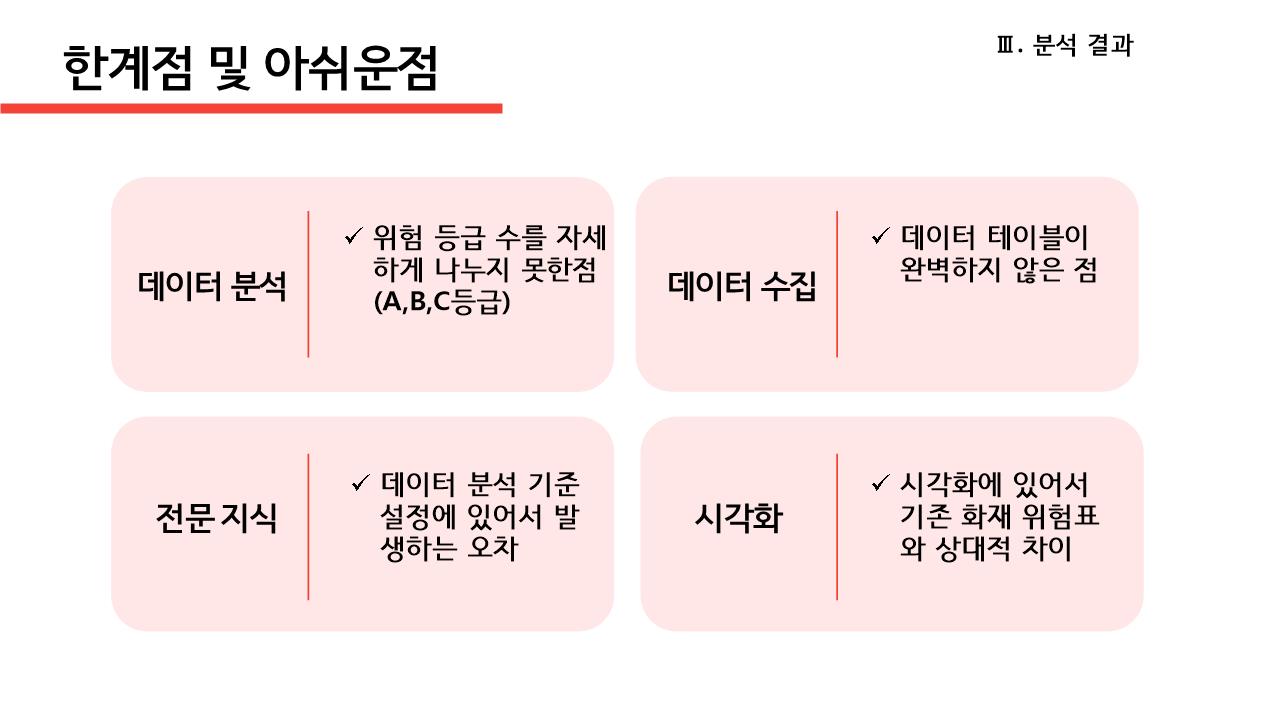 한계점 및 아쉬운점
Ⅲ. 분석 결과
데이터 분석
✓ 위험 등급 수를 자세
하게 나누지 못한점
(A,B,C등급)
데이터 수집
✓ 데이터 테이블이
완벽하지 않은 점
전문 지식
✓ 데이터 분석 기준
설정에 있어서 발
생하는 오차
시각화
✓ 시각화에 있어서
기존 화재 위험표
와 상대적 차이